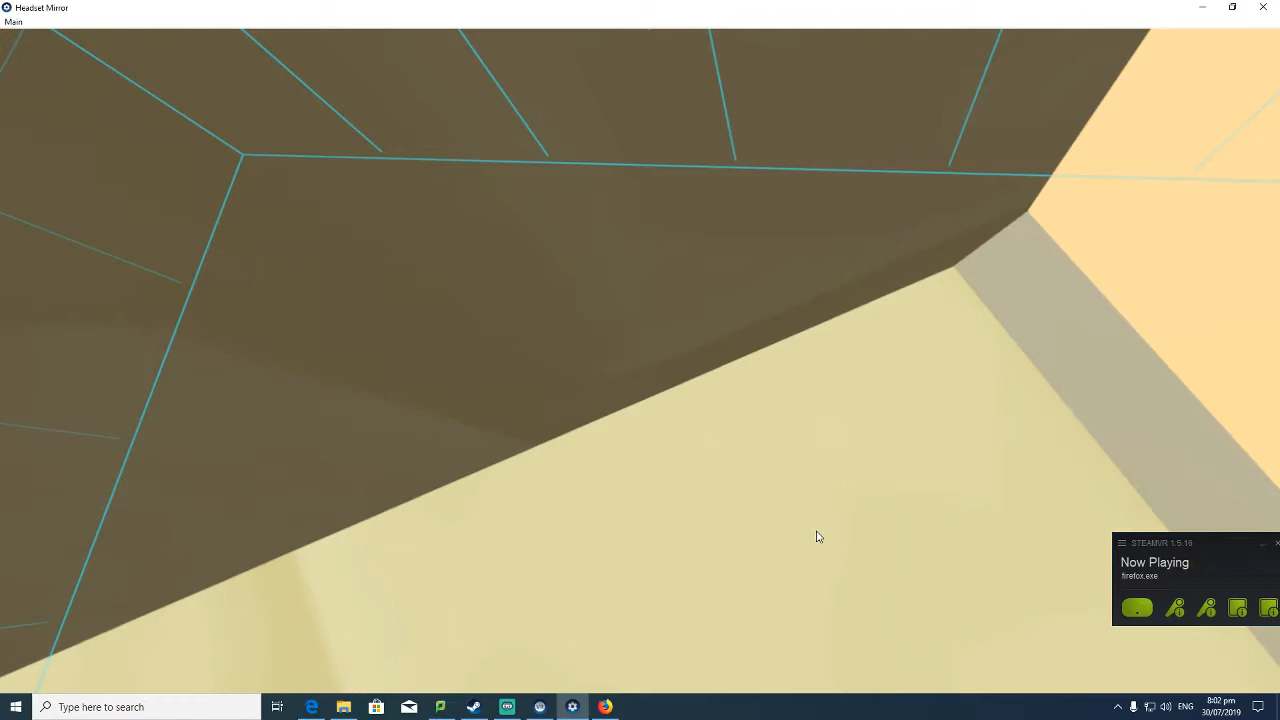 Headset Mirror
Main
STEAMVR 1.5.16
Now Playing
firefox.exe
Type here to search
ENG
8:02 pm
30/07/2019